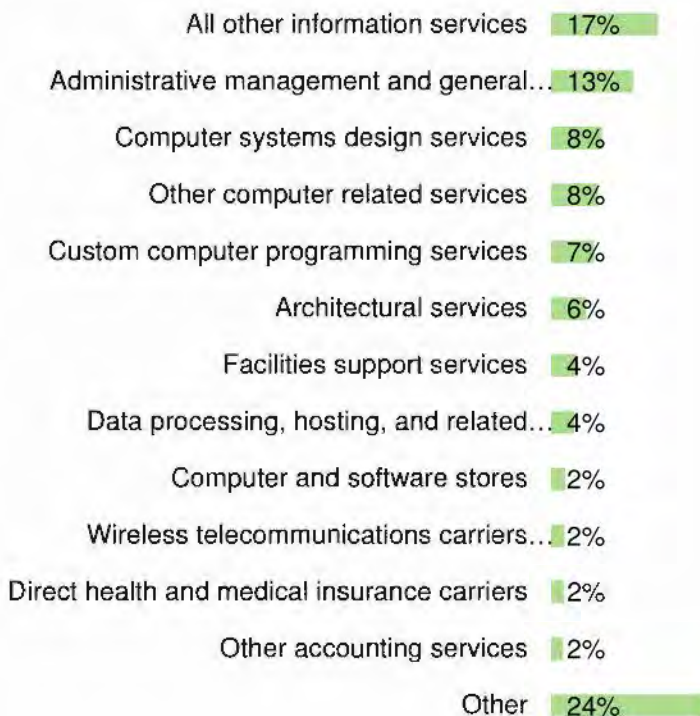 All other information services 17%
Administrative management and general... 13%
Computer systems design services 8%
Other computer related services 8%
Custom computer programming services 7%
Architectural services 6%
Facilities support services 4%
Data processing, hosting, and related... 4%
Computer and software stores 2%
Wireless telecommunications carriers... 2%
Direct health and medical insurance carriers 2%
Other accounting services 2%
Other 24%